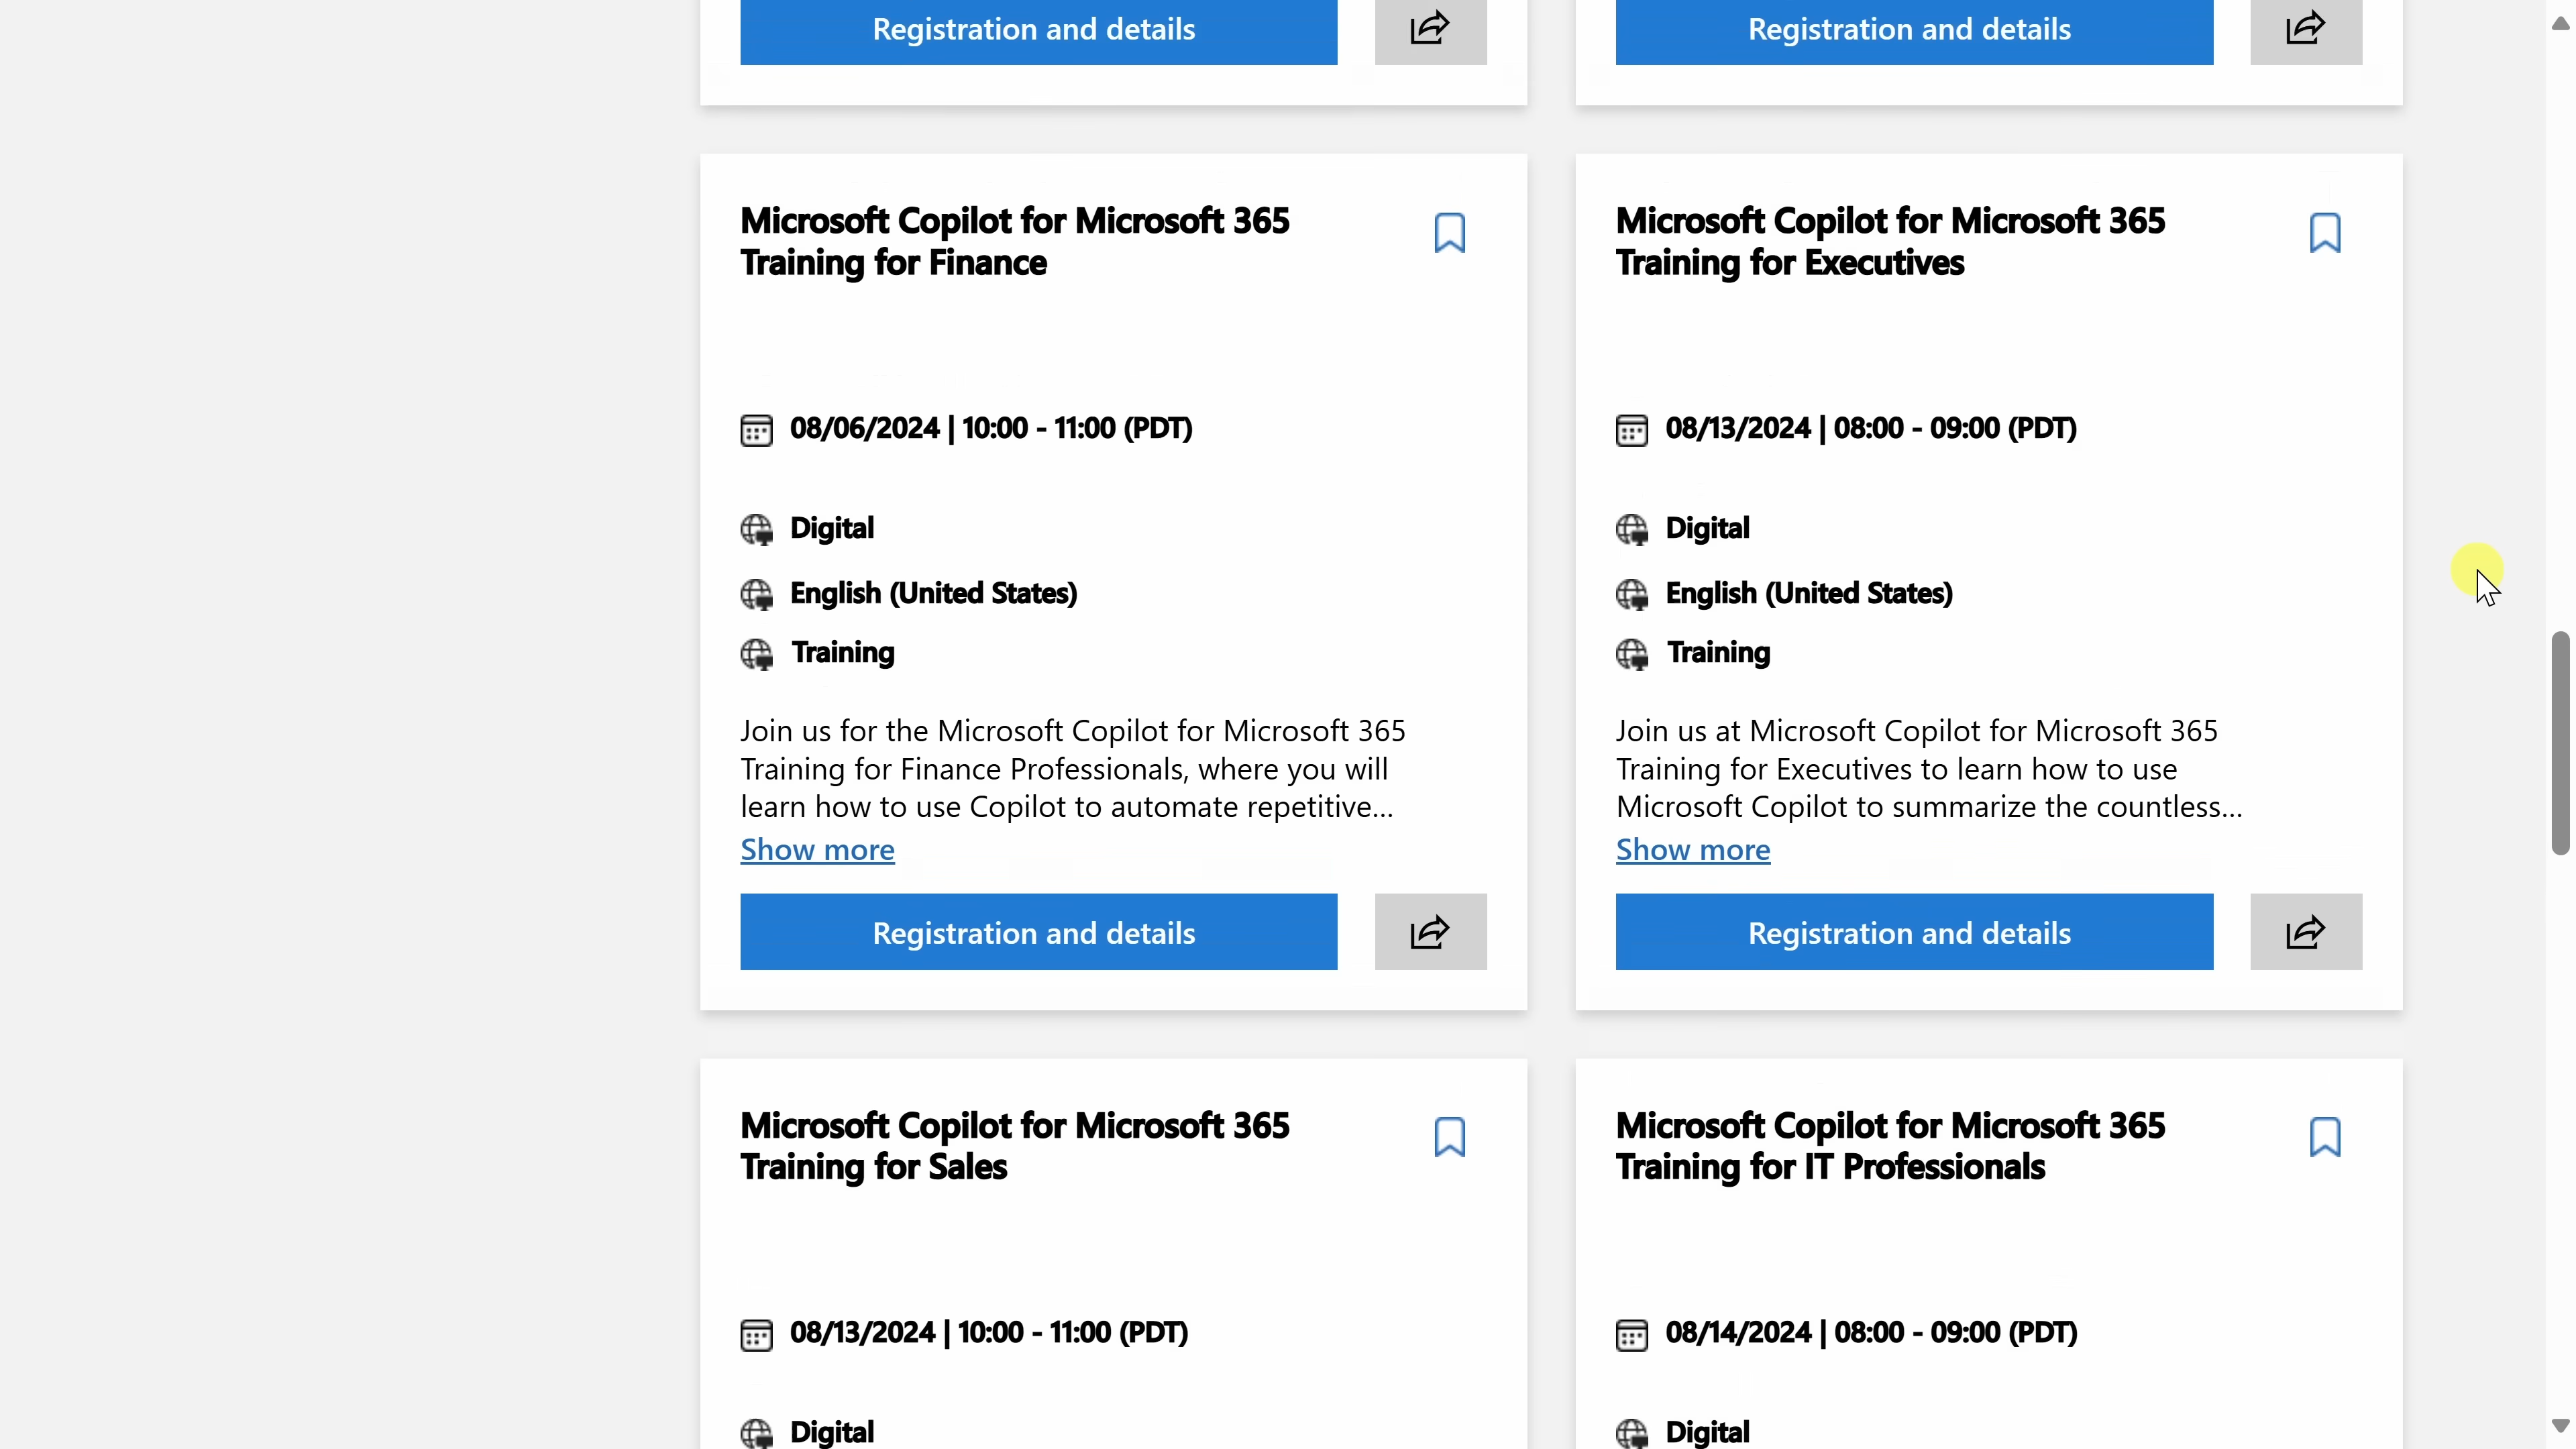 Registration and details
Registration and details
Microsoft Copilot for Microsoft 365
Training for Finance
08/06/2024 | 10:00 - 11:00 (PDT)
Digital
English (United States)
Training
Join us for the Microsoft Copilot for Microsoft 365
Training for Finance Professionals, where you will
learn how to use Copilot to automate repetitive...
Show more
Registration and details
Microsoft Copilot for Microsoft 365
Training for Executives
08/13/2024 | 08:00 - 09:00 (PDT)
Digital
English (United States)
Training
Join us at Microsoft Copilot for Microsoft 365
Training for Executives to learn how to use
Microsoft Copilot to summarize the countless...
Show more
Registration and details
Microsoft Copilot for Microsoft 365
Training for Sales
08/13/2024 | 10:00 - 11:00 (PDT)
Digital
Microsoft Copilot for Microsoft 365
Training for IT Professionals
08/14/2024 | 08:00 - 09:00 (PDT)
Digital